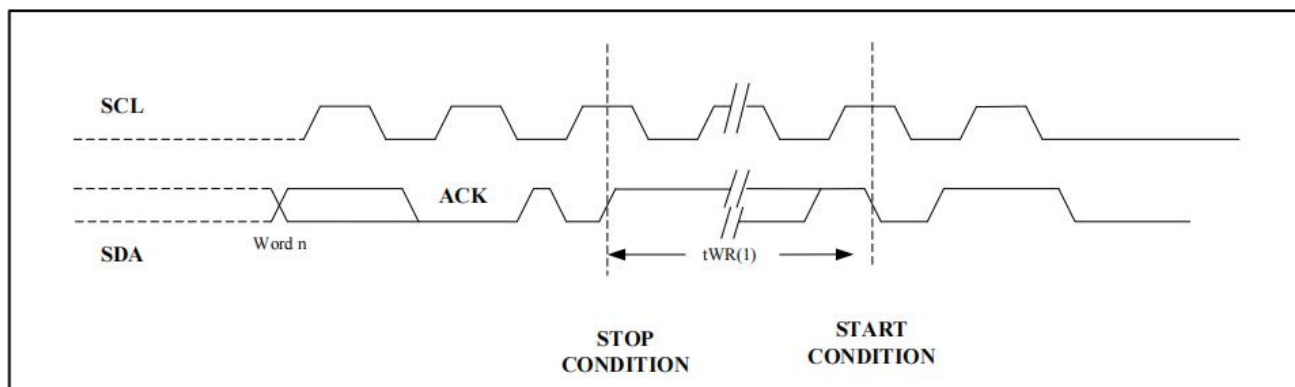 SCL
ACK
Word n
SDA
tWR(1)
STOP
CONDITION
START
CONDITION